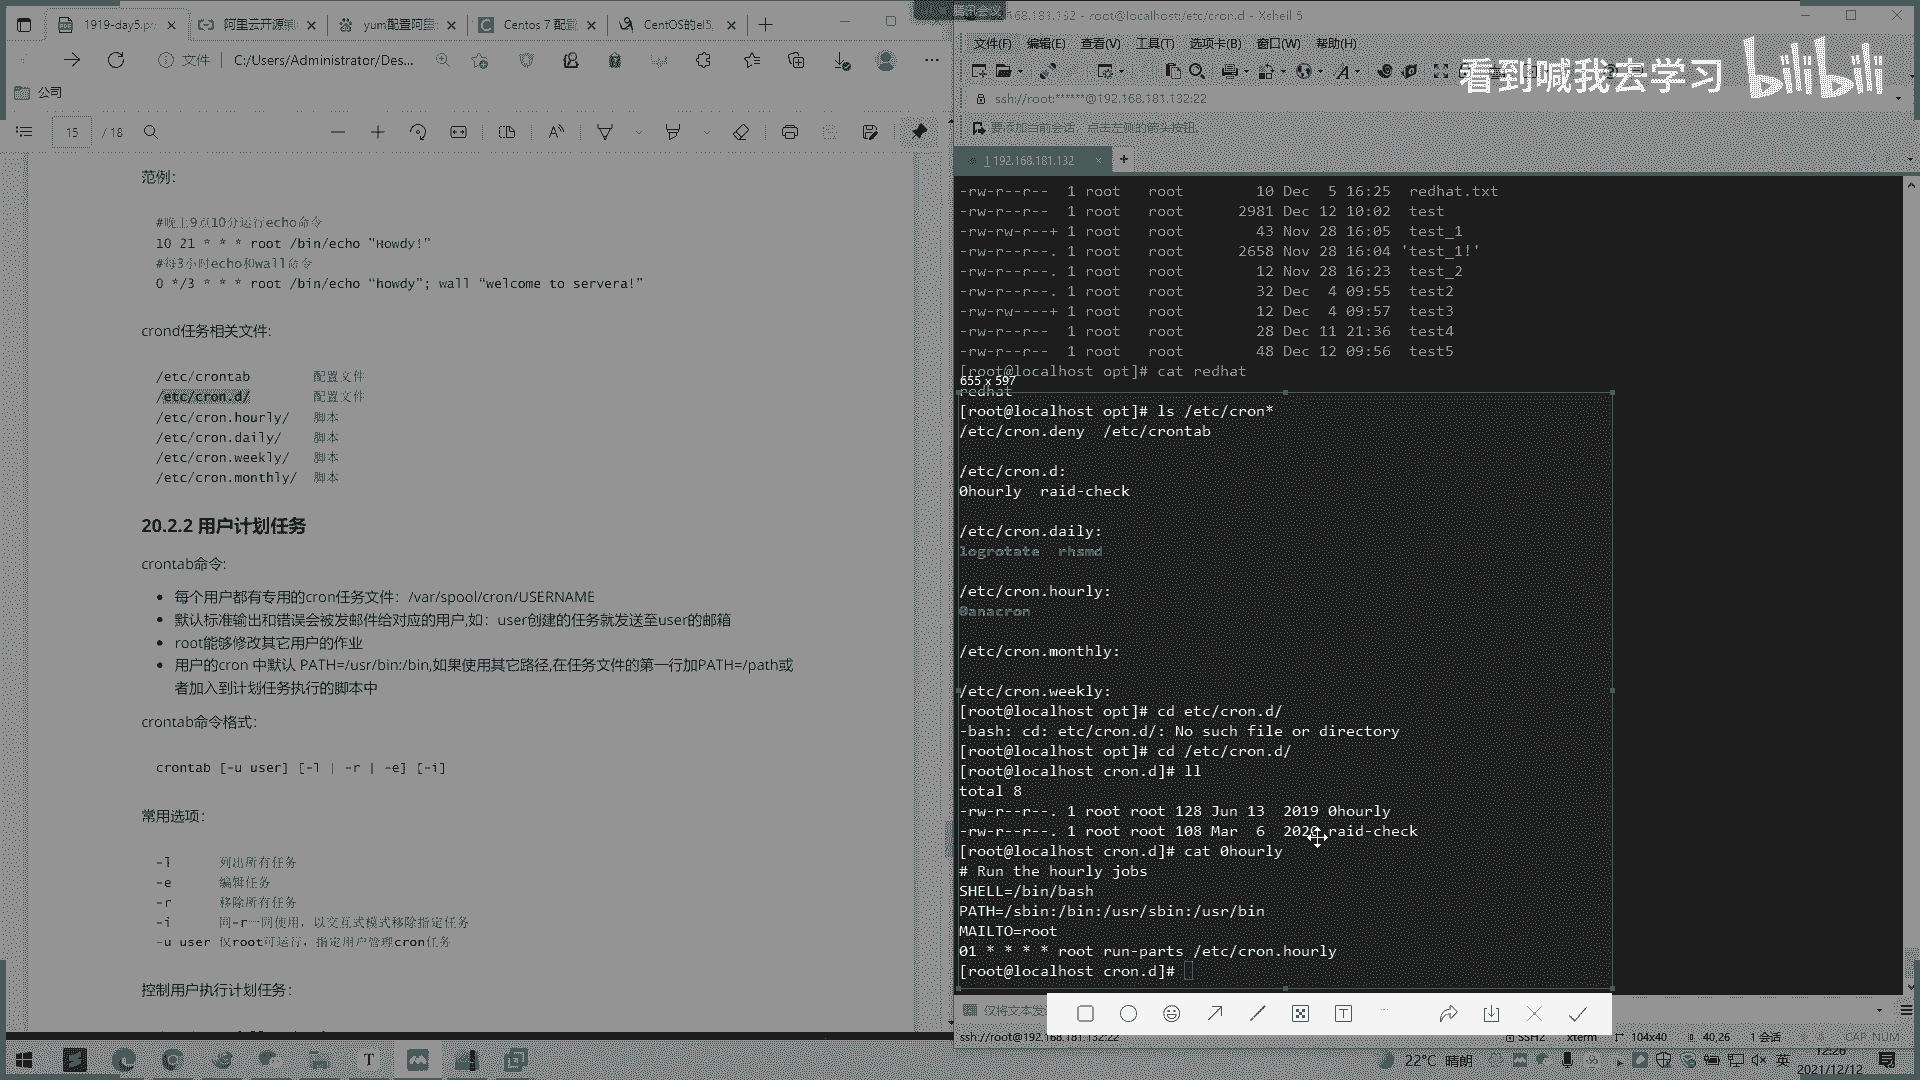 1919-day5.p
阿里云开源镜
yum配置阿里
Centos 7 配置
CentOS的el5,
文件
C:/Users/Administrator/Des...
公司
15 / 18
范例：
#晚上9点10分运行echo命令
10 21 * * * root /bin/echo "Howdy!"
#每3小时echo和wall命令
0 */3 * * * root /bin/echo “howdy”; wall “welcome to servera!”
crond任务相关文件:
/etc/crontab 配置文件
/etc/cron.d/ 配置文件
/etc/cron.hourly/ 脚本
/etc/cron.daily/ 脚本
/etc/cron.weekly/ 脚本
/etc/cron.monthly/ 脚本
20.2.2 用户计划任务
crontab命令:
每个用户都有专用的cron任务文件：/var/spool/cron/USERNAME
默认标准输出和错误会被发邮件给对应的用户,如：user创建的任务就发送至user的邮箱
root能够修改其它用户的作业
用户的cron 中默认 PATH=/usr/bin:/bin,如果使用其它路径,在任务文件的第一行加PATH=/path或
者加入到计划任务执行的脚本中
crontab命令格式:
crontab [-u user] [-l | -r | -e] [-i]
常用选项:
-l 列出所有任务
-e 编辑任务
-r 移除所有任务
-i 同-r一同使用，以交互式模式移除指定任务
-u user 仅root可运行，指定用户管理cron任务
控制用户执行计划任务:
腾讯会议
168.181.132 - root@localhost:/etc/cron.d - Xshell 5
文件(F) 编辑(E) 查看(V) 工具(T) 选项卡(B) 窗口(W) 帮助(H)
看到喊我去学习 bilibili
ssh://root:******@192.168.181.132:22
要添加当前会话，点击左侧的箭头按钮。
1 192.168.181.132
-rw-r--r-- 1 root root 10 Dec 5 16:25 redhat.txt
-rw-r--r-- 1 root root 2981 Dec 12 10:02 test
-rw-rw-r--+ 1 root root 43 Nov 28 16:05 test_1
-rw-r--r--. 1 root root 2658 Nov 28 16:04 'test_1!'
-rw-r--r--. 1 root root 12 Nov 28 16:23 test_2
-rw-r--r--. 1 root root 32 Dec 4 09:55 test2
-rw-rw----+ 1 root root 12 Dec 4 09:57 test3
-rw-r--r-- 1 root root 28 Dec 11 21:36 test4
-rw-r--r-- 1 root root 48 Dec 12 09:56 test5
[root@localhost opt]# cat redhat
655 x 597
redhat
[root@localhost opt]# ls /etc/cron*
/etc/cron.deny /etc/crontab
/etc/cron.d:
0hourly raid-check
/etc/cron.daily:
logrotate rhsmd
/etc/cron.hourly:
0anacron
/etc/cron.monthly:
/etc/cron.weekly:
[root@localhost opt]# cd etc/cron.d/
-bash: cd: etc/cron.d/: No such file or directory
[root@localhost opt]# cd /etc/cron.d/
[root@localhost cron.d]# ll
total 8
-rw-r--r--. 1 root root 128 Jun 13 2019 0hourly
-rw-r--r--. 1 root root 108 Mar 6 2020 raid-check
[root@localhost cron.d]# cat 0hourly
# Run the hourly jobs
SHELL=/bin/bash
PATH=/sbin:/bin:/usr/sbin:/usr/bin
MAILTO=root
01 * * * * root run-parts /etc/cron.hourly
[root@localhost cron.d]#
仅将文本发
ssh://root@192.168.181.132:22
SSH2 xterm 104x40 40,26 1 会话 CAP NUM
22°C 晴朗
英
12:26
2021/12/12